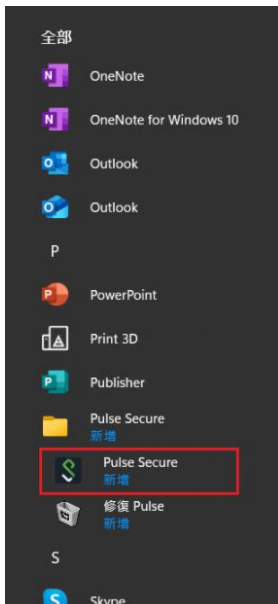 全部
OneNote
OneNote for Windows 10
Outlook
Outlook
P
PowerPoint
Print 3D
Publisher
Pulse Secure
新增
Pulse Secure
新增
修復 Pulse
新增
S
Skype